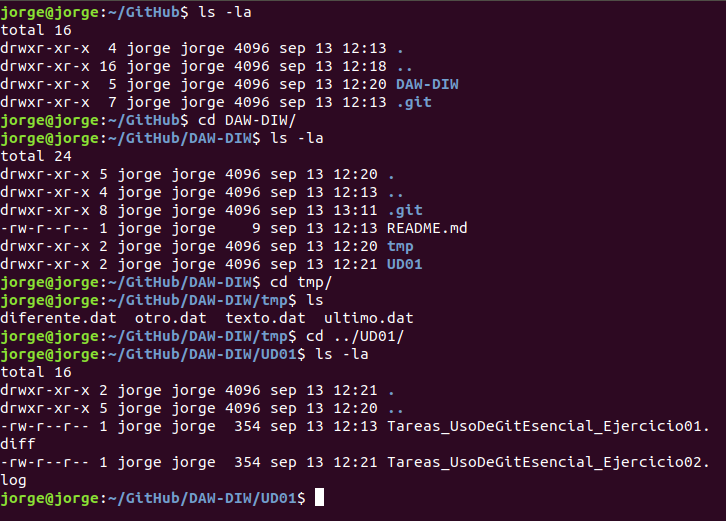 jorge@jorge:~/GitHub$ ls -la
total 16
drwxr-xr-x  4 jorge jorge 4096 sep 13 12:13 .
drwxr-xr-x 16 jorge jorge 4096 sep 13 12:18 ..
drwxr-xr-x  5 jorge jorge 4096 sep 13 12:20 DAW-DIW
drwxr-xr-x  7 jorge jorge 4096 sep 13 12:13 .git
jorge@jorge:~/GitHub$ cd DAW-DIW/
jorge@jorge:~/GitHub/DAW-DIW$ ls -la
total 24
drwxr-xr-x 5 jorge jorge 4096 sep 13 12:20 .
drwxr-xr-x 4 jorge jorge 4096 sep 13 12:13 ..
drwxr-xr-x 8 jorge jorge 4096 sep 13 13:11 .git
-rw-r--r-- 1 jorge jorge    9 sep 13 12:13 README.md
drwxr-xr-x 2 jorge jorge 4096 sep 13 12:20 tmp
drwxr-xr-x 2 jorge jorge 4096 sep 13 12:21 UD01
jorge@jorge:~/GitHub/DAW-DIW$ cd tmp/
jorge@jorge:~/GitHub/DAW-DIW/tmp$ ls
diferente.dat  otro.dat  texto.dat  ultimo.dat
jorge@jorge:~/GitHub/DAW-DIW/tmp$ cd ../UD01/
jorge@jorge:~/GitHub/DAW-DIW/UD01$ ls -la
total 16
drwxr-xr-x 2 jorge jorge 4096 sep 13 12:21 .
drwxr-xr-x 5 jorge jorge 4096 sep 13 12:20 ..
-rw-r--r-- 1 jorge jorge  354 sep 13 12:13 Tareas_UsoDeGitEsencial_Ejercicio01.
diff
-rw-r--r-- 1 jorge jorge  354 sep 13 12:21 Tareas_UsoDeGitEsencial_Ejercicio02.
log
jorge@jorge:~/GitHub/DAW-DIW/UD01$